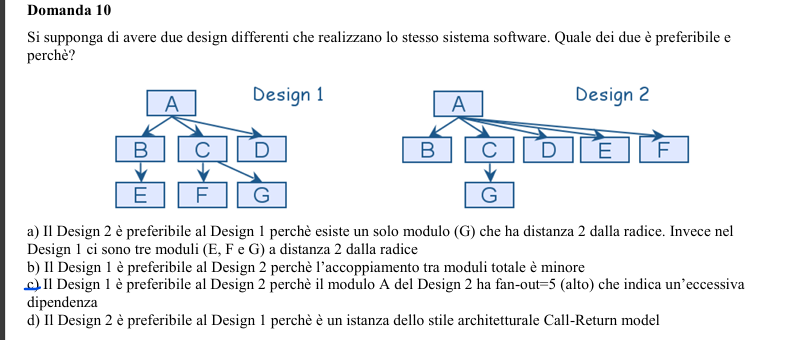 Domanda 10
Si supponga di avere due design differenti che realizzano lo stesso sistema software. Quale dei due è preferibile e
perchè?
A
Design 1
B
C
D
E
F
G
A
Design 2
B
C
D
E
F
G
a) Il Design 2 è preferibile al Design 1 perchè esiste un solo modulo (G) che ha distanza 2 dalla radice. Invece nel
Design 1 ci sono tre moduli (E, F e G) a distanza 2 dalla radice
b) Il Design 1 è preferibile al Design 2 perchè l'accoppiamento tra moduli totale è minore
c) Il Design 1 è preferibile al Design 2 perchè il modulo A del Design 2 ha fan-out=5 (alto) che indica un'eccessiva
dipendenza
d) Il Design 2 è preferibile al Design 1 perchè è un istanza dello stile architetturale Call-Return model